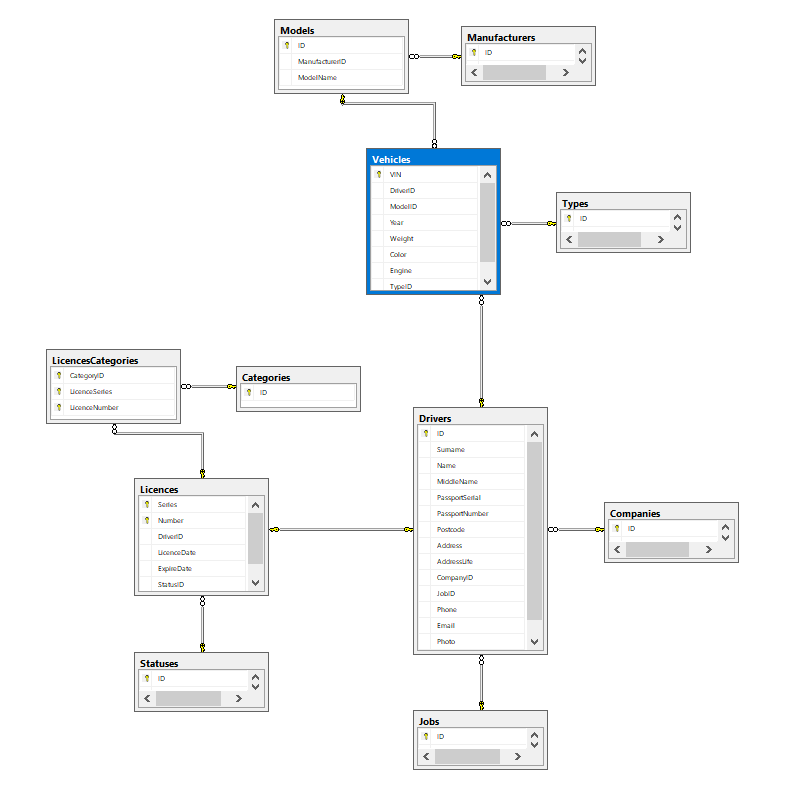 Models
ID
ManufacturerID
ModelName
Manufacturers
ID
Vehicles
VIN
DriverID
ModelID
Year
Weight
Color
Engine
TypeID
Types
ID
LicencesCategories
CategoryID
LicenceSeries
LicenceNumber
Categories
ID
Drivers
ID
Surname
Name
MiddleName
PassportSerial
PassportNumber
Postcode
Address
AddressLife
CompanyID
JobID
Phone
Email
Photo
Licences
Series
Number
DriverID
LicenceDate
ExpireDate
StatusID
Companies
ID
Statuses
ID
Jobs
ID